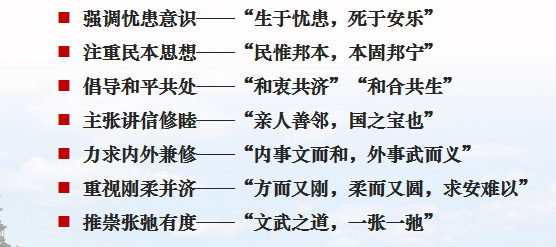 强调忧患意识——“生于忧患，死于安乐”
注重民本思想——“民惟邦本，本固邦宁”
倡导和平共处——“和衷共济”“和合共生”
主张讲信修睦——“亲人善邻，国之宝也”
力求内外兼修——“内事文而和，外事武而义”
重视刚柔并济——“方而又刚，柔而又圆，求安难以”
推崇张弛有度——“文武之道，一张一弛”